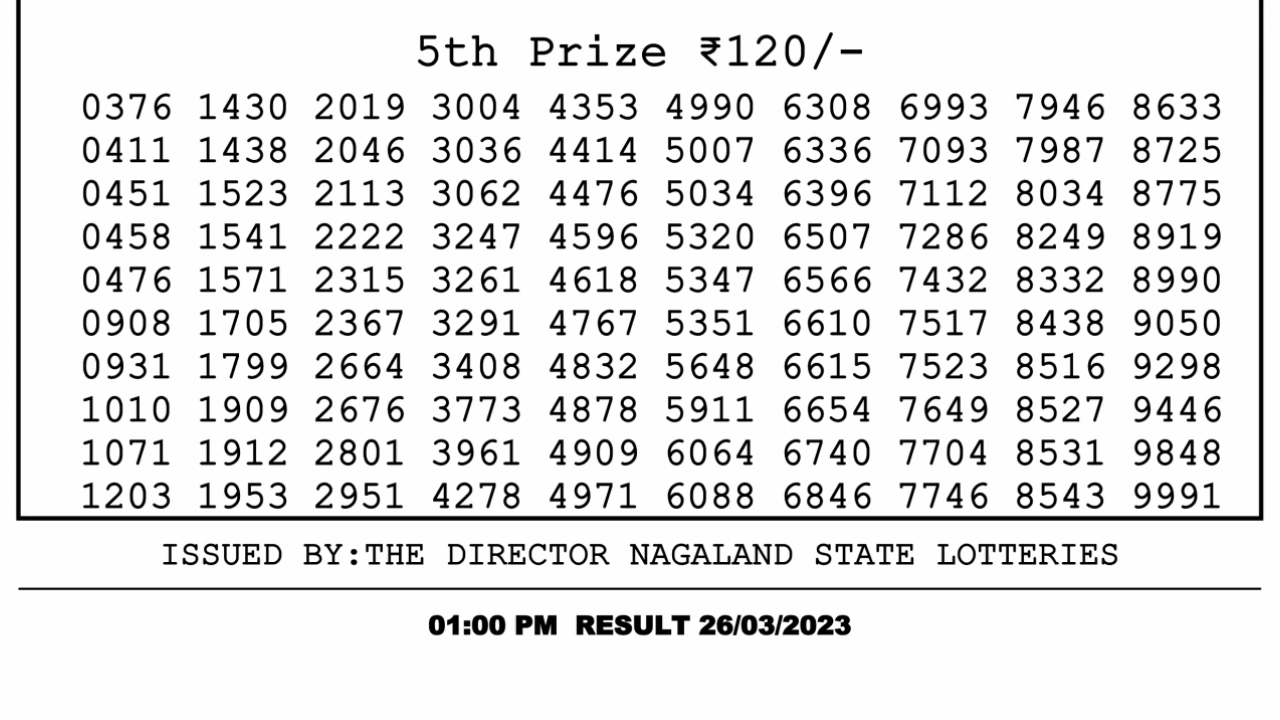 5th Prize ₹120/-
0376 1430 2019 3004 4353 4990 6308 6993 7946 8633
0411 1438 2046 3036 4414 5007 6336 7093 7987 8725
0451 1523 2113 3062 4476 5034 6396 7112 8034 8775
0458 1541 2222 3247 4596 5320 6507 7286 8249 8919
0476 1571 2315 3261 4618 5347 6566 7432 8332 8990
0908 1705 2367 3291 4767 5351 6610 7517 8438 9050
0931 1799 2664 3408 4832 5648 6615 7523 8516 9298
1010 1909 2676 3773 4878 5911 6654 7649 8527 9446
1071 1912 2801 3961 4909 6064 6740 7704 8531 9848
1203 1953 2951 4278 4971 6088 6846 7746 8543 9991
ISSUED BY:THE DIRECTOR NAGALAND STATE LOTTERIES
01:00 PM RESULT 26/03/2023